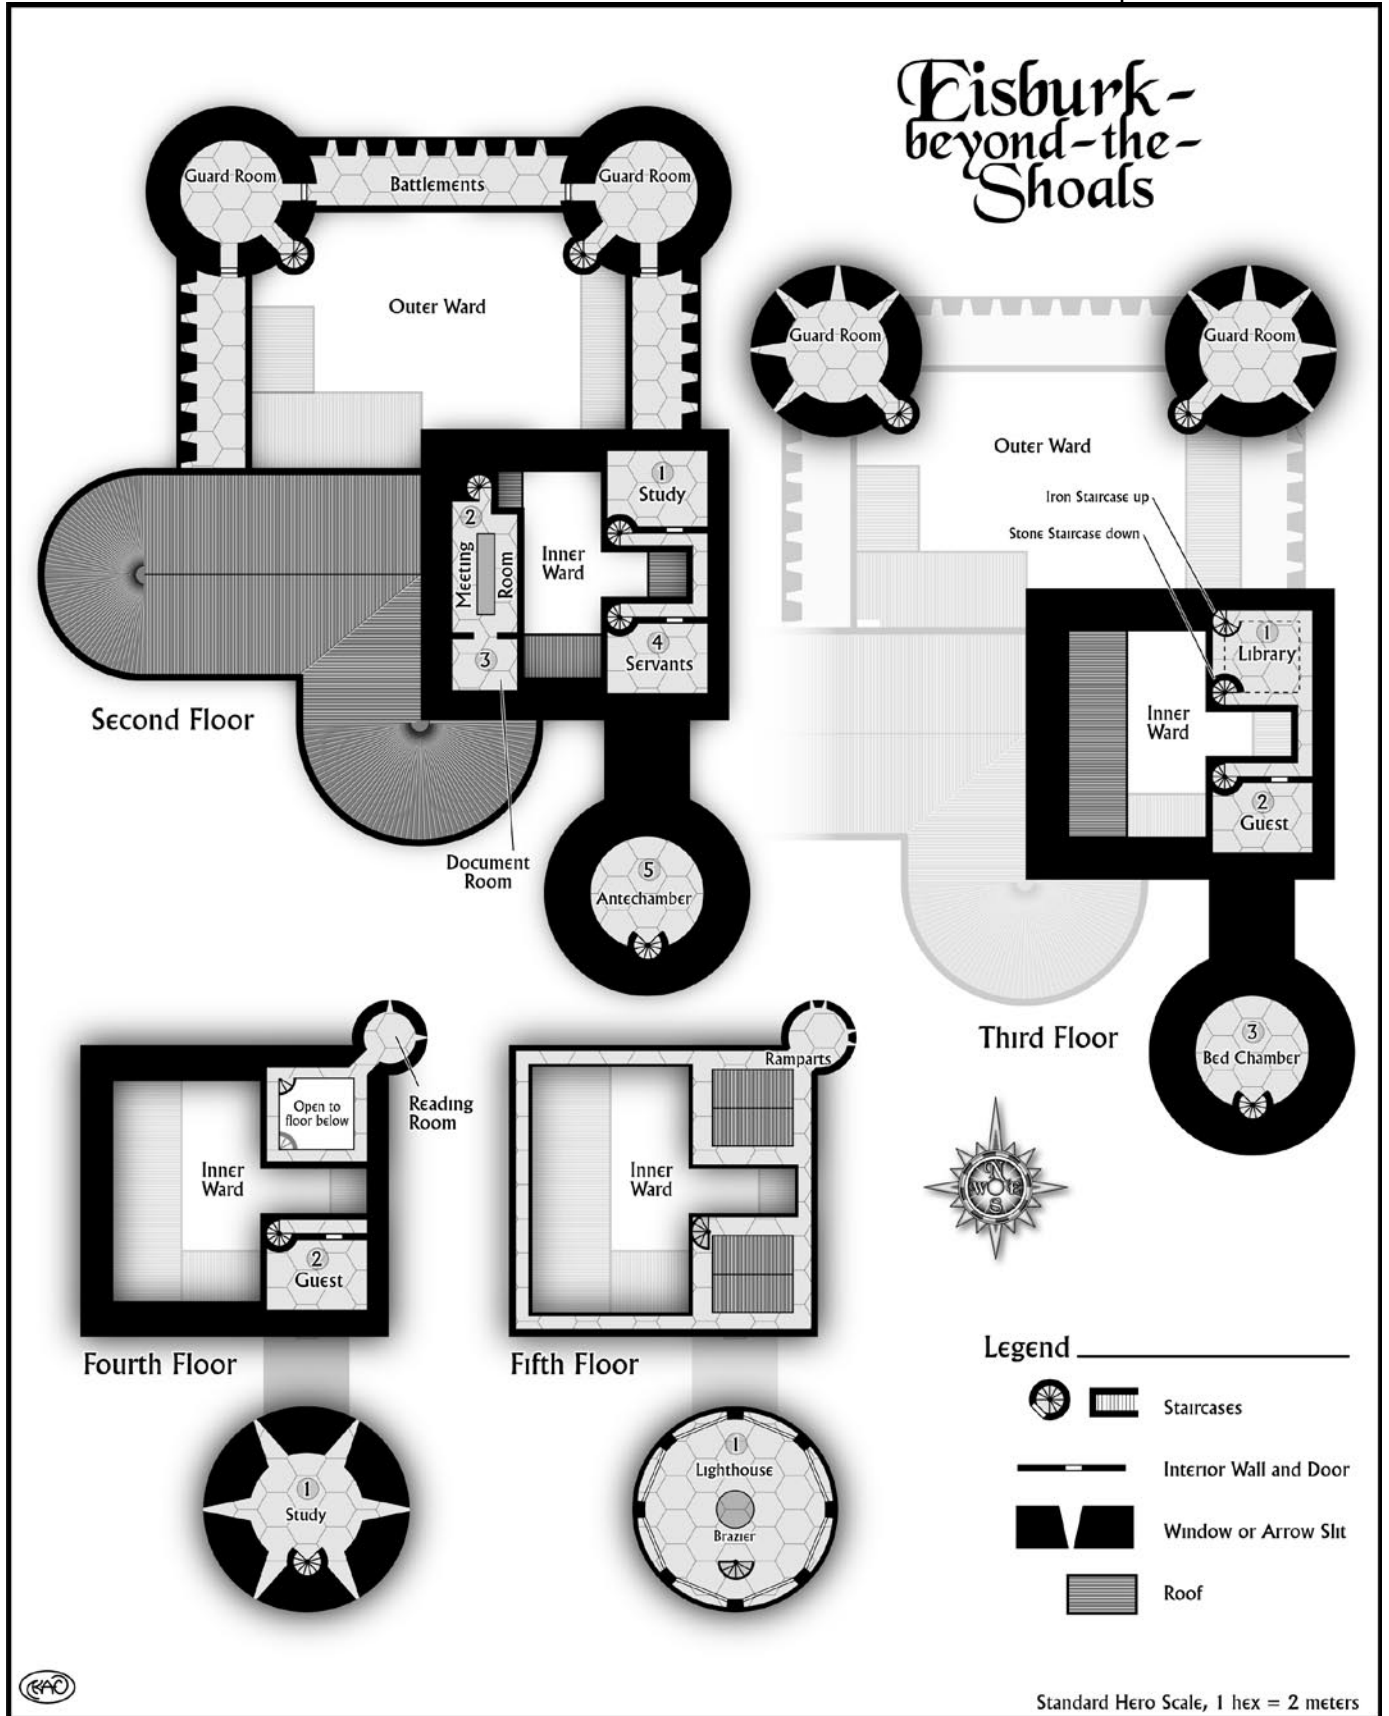 Eisburk-
beyond-the-
Shoals
Guard Room
Battlements
Guard Room
Outer Ward
1
Study
2
Meeting
Room
Inner
Ward
3
4
Servants
Second Floor
Document
Room
5
Antechamber
Guard Room
Guard Room
Outer Ward
Iron Staircase up
Stone Staircase down
1
Library
Inner
Ward
2
Guest
Third Floor
3
Bed Chamber
Open to
floor below
Reading
Room
Inner
Ward
2
Guest
Fourth Floor
1
Study
Ramparts
Inner
Ward
Fifth Floor
1
Lighthouse
Brazier
N
W
E
S
Legend
Staircases
Interior Wall and Door
Window or Arrow Slit
Roof
KAC
Standard Hero Scale, 1 hex = 2 meters